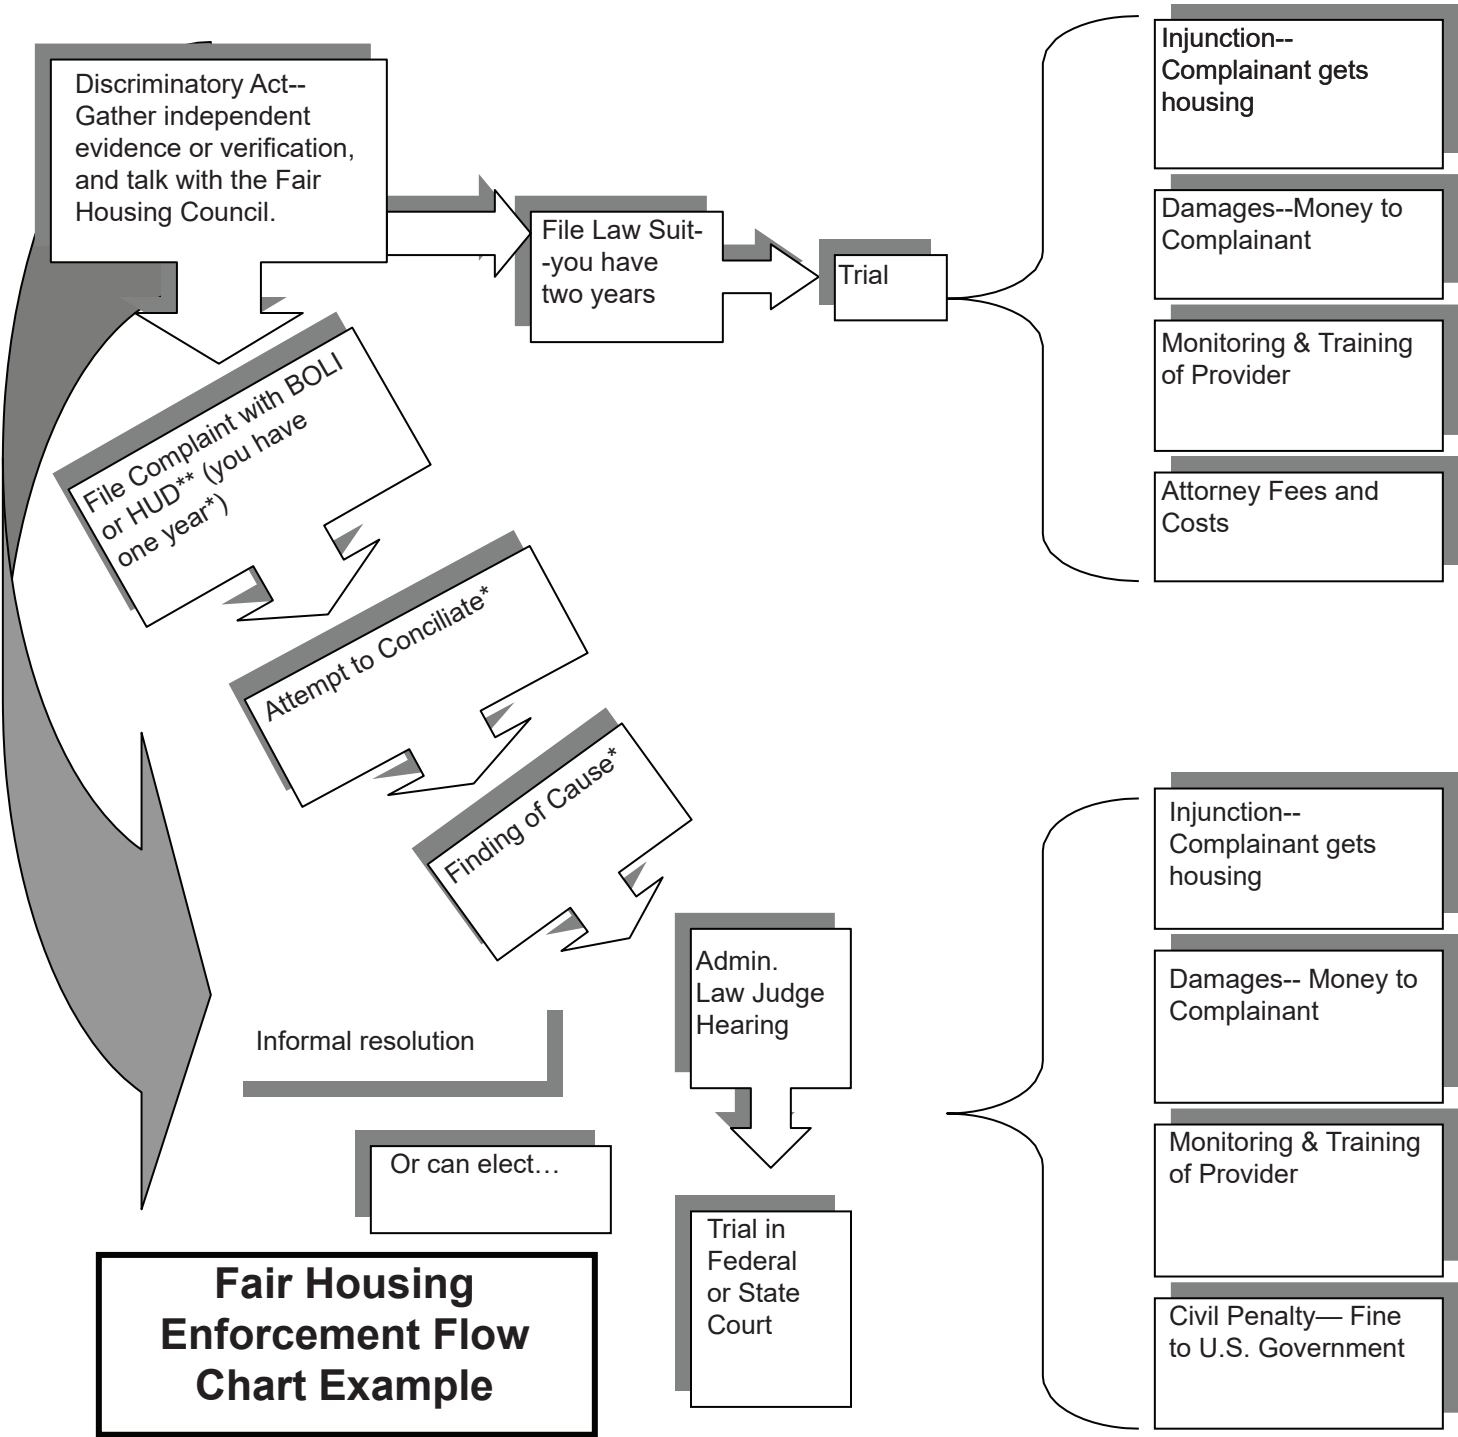 Discriminatory Act--
Gather independent
evidence or verification,
and talk with the Fair
Housing Council.
File Law Suit-
-you have
two years
Trial
Injunction--
Complainant gets
housing
Damages--Money to
Complainant
Monitoring & Training
of Provider
Attorney Fees and
Costs
File Complaint with BOLI
or HUD** (you have
one year*)
Attempt to Conciliate*
Finding of Cause*
Admin.
Law Judge
Hearing
Informal resolution
Or can elect…
Trial in
Federal
or State
Court
Injunction--
Complainant gets
housing
Damages-- Money to
Complainant
Monitoring & Training
of Provider
Civil Penalty— Fine
to U.S. Government
Fair Housing
Enforcement Flow
Chart Example